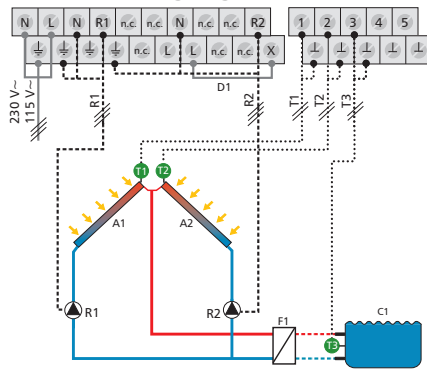 N L N R1 n.c. n.c. N n.c. n.c. R2 1 2 3 4 5
n.c. L L n.c. n.c. X
D1
230 V~
115 V~
R1
R2
T1
T2
T3
T1 T2
A1 A2
R1 R2
F1
C1
T3